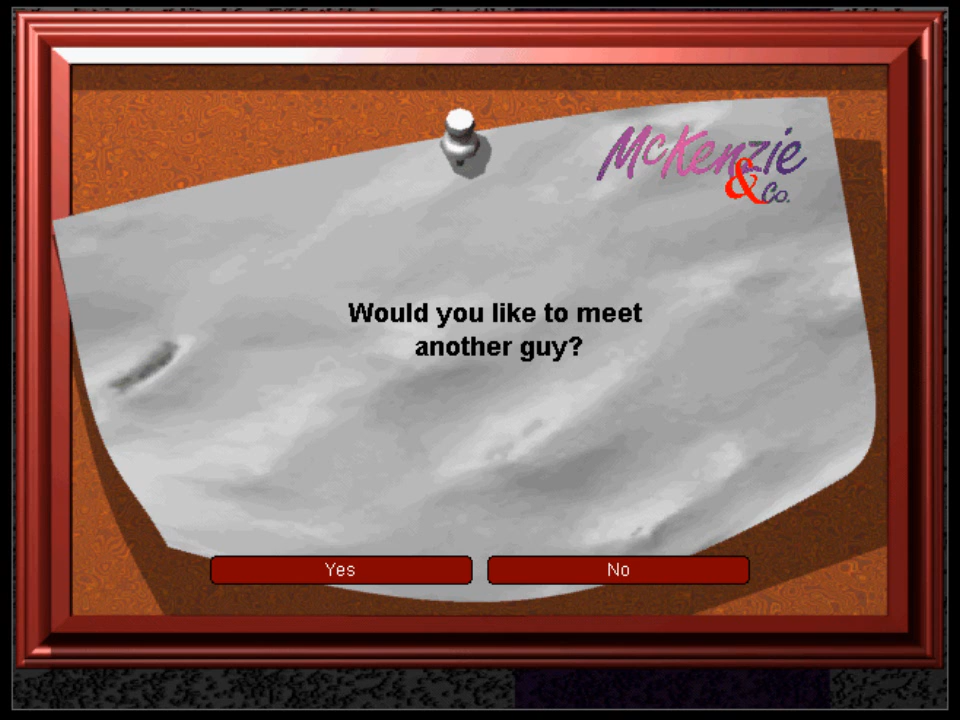 McKenzie
& Co.
Would you like to meet
another guy?
Yes
No